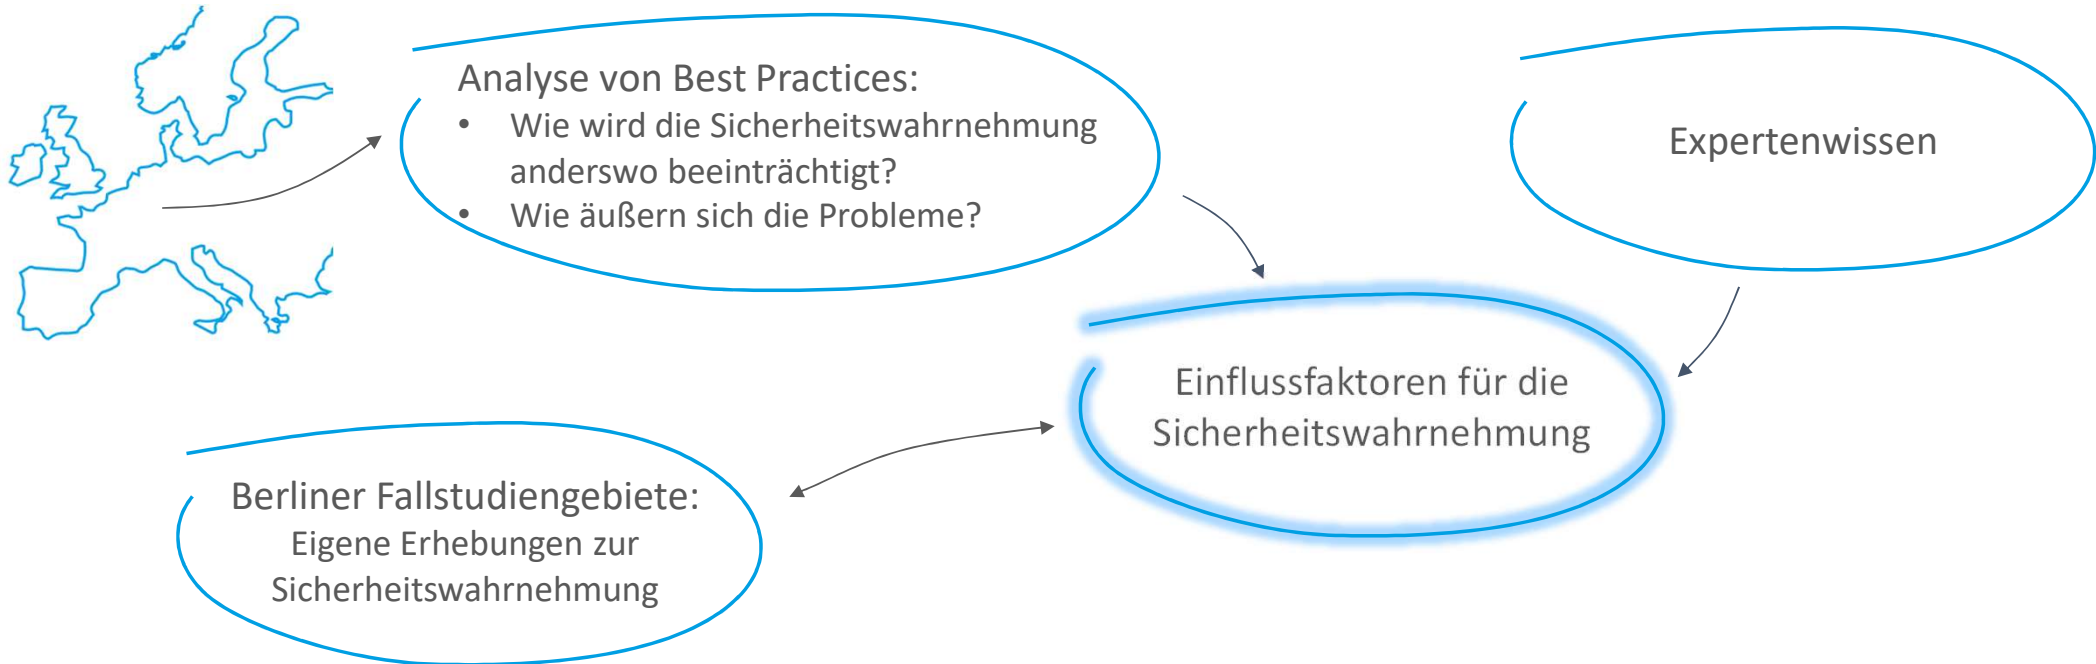 Analyse von Best Practices:
• Wie wird die Sicherheitswahrnehmung
anderswo beeinträchtigt?
• Wie äußern sich die Probleme?
Expertenwissen
Einflussfaktoren für die
Sicherheitswahrnehmung
Berliner Fallstudiengebiete:
Eigene Erhebungen zur
Sicherheitswahrnehmung